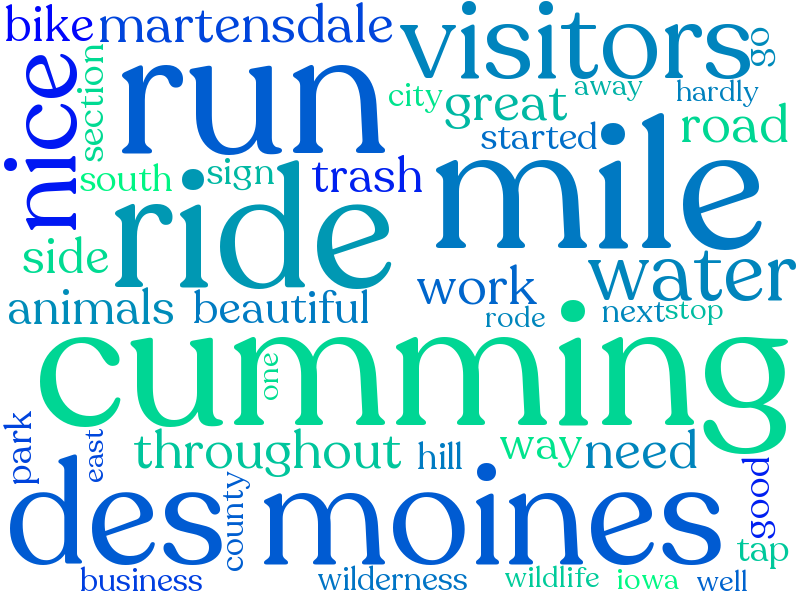 bike martensdale visitors go
nice section run city great away hardly
started road
south sign trash mile
side ride water
animals beautiful work rode next stop
cumming one
park east throughout hill way need
des moines county good
tap
business wilderness wildlife iowa well